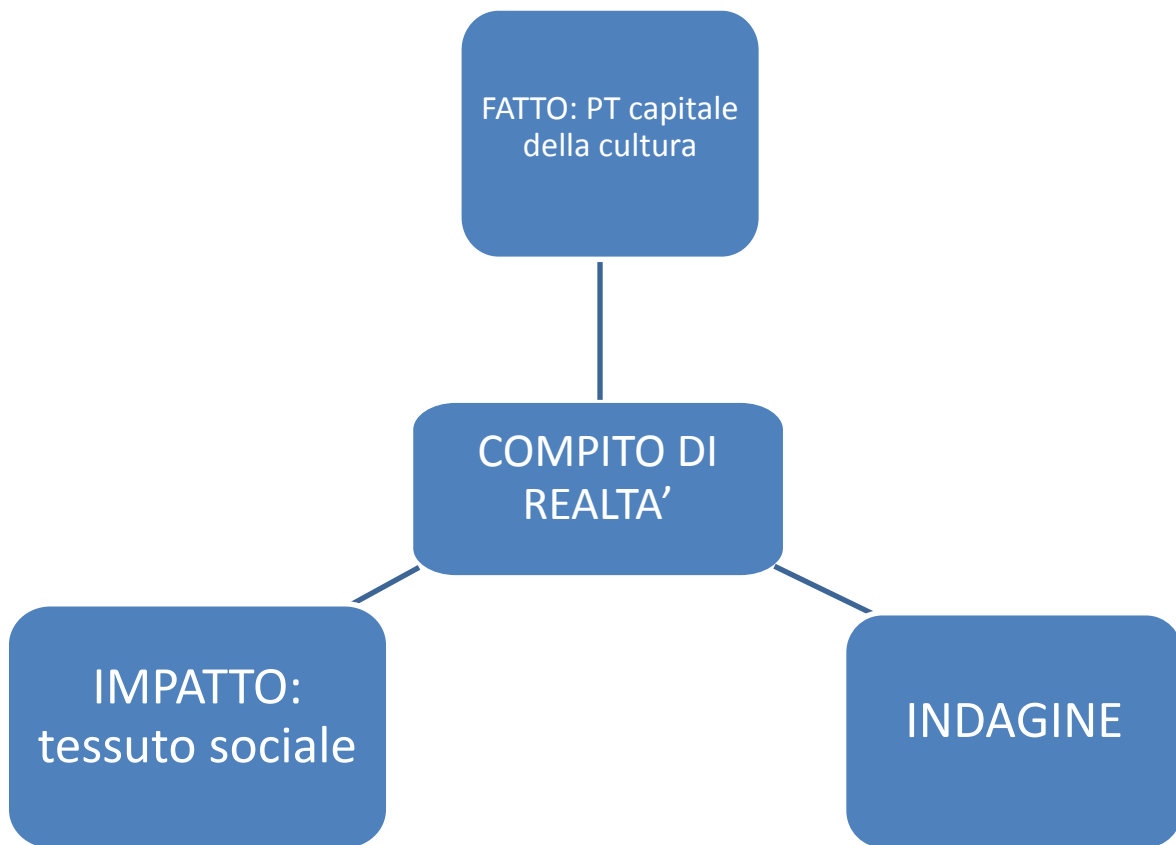 FATTO: PT capitale
della cultura
COMPITO DI
REALTA’
IMPATTO:
tessuto sociale
INDAGINE